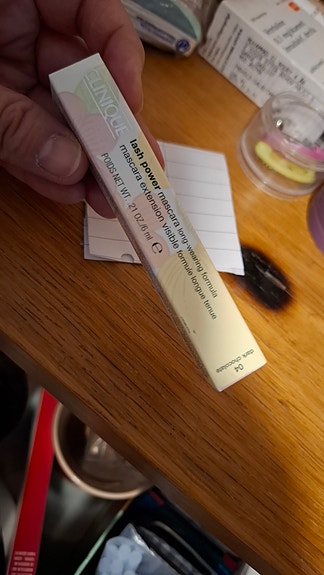 CLINIQUE
lash power mascara long-wearing formula
mascara extension visible formule longue tenue
POIDS NET WT. .21 OZ./6 ml e
04
dark chocolate